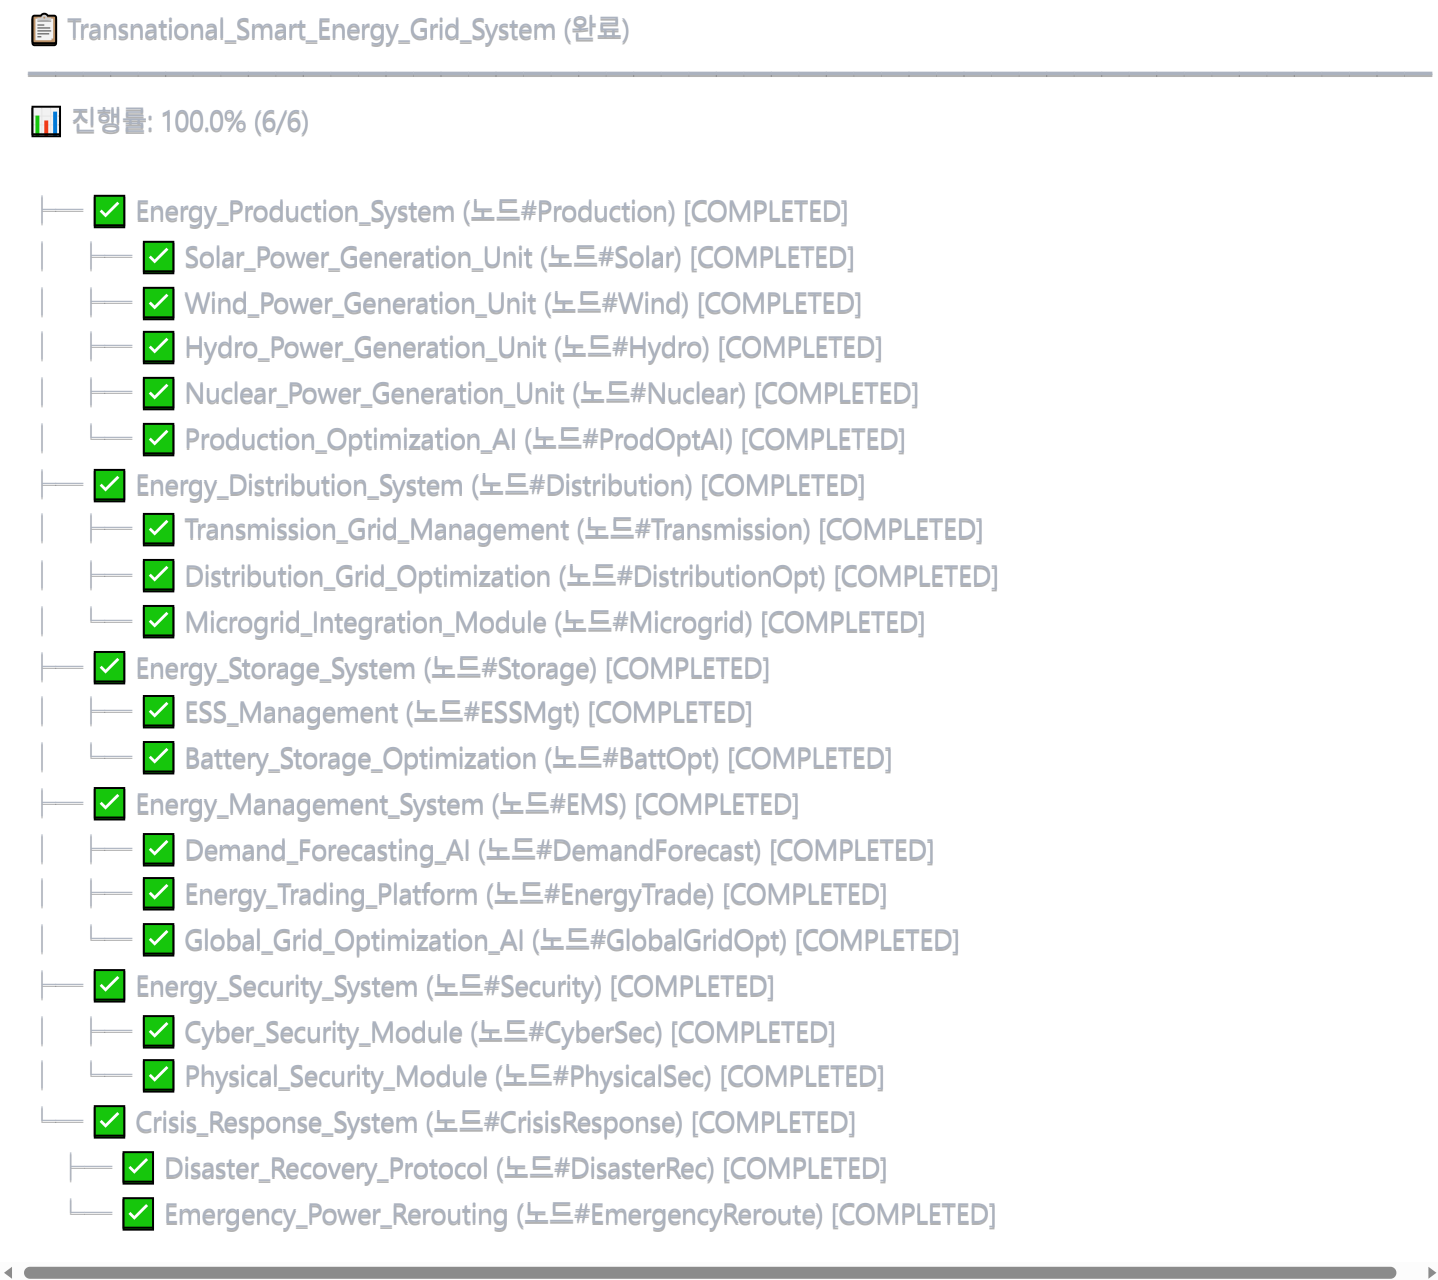 📋 Transnational_Smart_Energy_Grid_System (완료)
📊 진행률: 100.0% (6/6)
├── ✅ Energy_Production_System (노드#Production) [COMPLETED]
│   ├── ✅ Solar_Power_Generation_Unit (노드#Solar) [COMPLETED]
│   ├── ✅ Wind_Power_Generation_Unit (노드#Wind) [COMPLETED]
│   ├── ✅ Hydro_Power_Generation_Unit (노드#Hydro) [COMPLETED]
│   ├── ✅ Nuclear_Power_Generation_Unit (노드#Nuclear) [COMPLETED]
│   └── ✅ Production_Optimization_AI (노드#ProdOptAI) [COMPLETED]
├── ✅ Energy_Distribution_System (노드#Distribution) [COMPLETED]
│   ├── ✅ Transmission_Grid_Management (노드#Transmission) [COMPLETED]
│   ├── ✅ Distribution_Grid_Optimization (노드#DistributionOpt) [COMPLETED]
│   └── ✅ Microgrid_Integration_Module (노드#Microgrid) [COMPLETED]
├── ✅ Energy_Storage_System (노드#Storage) [COMPLETED]
│   ├── ✅ ESS_Management (노드#ESSMgt) [COMPLETED]
│   └── ✅ Battery_Storage_Optimization (노드#BattOpt) [COMPLETED]
├── ✅ Energy_Management_System (노드#EMS) [COMPLETED]
│   ├── ✅ Demand_Forecasting_AI (노드#DemandForecast) [COMPLETED]
│   ├── ✅ Energy_Trading_Platform (노드#EnergyTrade) [COMPLETED]
│   └── ✅ Global_Grid_Optimization_AI (노드#GlobalGridOpt) [COMPLETED]
├── ✅ Energy_Security_System (노드#Security) [COMPLETED]
│   ├── ✅ Cyber_Security_Module (노드#CyberSec) [COMPLETED]
│   └── ✅ Physical_Security_Module (노드#PhysicalSec) [COMPLETED]
└── ✅ Crisis_Response_System (노드#CrisisResponse) [COMPLETED]
    ├── ✅ Disaster_Recovery_Protocol (노드#DisasterRec) [COMPLETED]
    └── ✅ Emergency_Power_Rerouting (노드#EmergencyReroute) [COMPLETED]